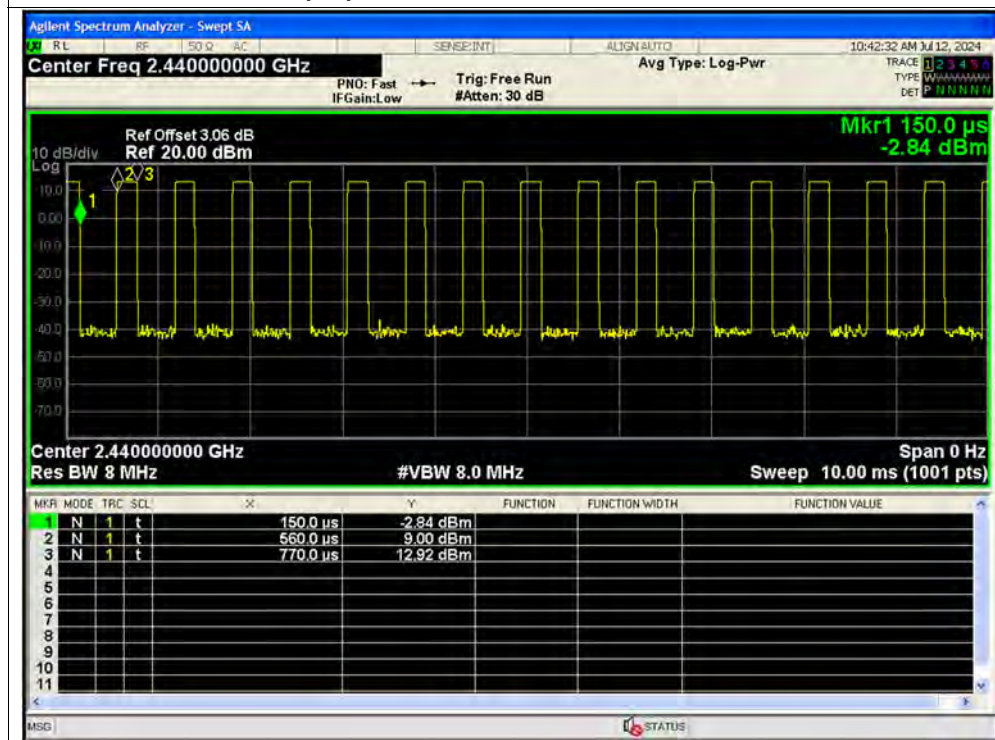 Agilent Spectrum Analyzer - Swept SA
RL RF 50 Ω AC SENSE:INT ALIGN AUTO 10:42:32 AM Jul 12, 2024
Center Freq 2.440000000 GHz Avg Type: Log-Pwr TRACE 1 2 3 4 5 6
PNO: Fast Trig: Free Run TYPE
IFGain:Low #Atten: 30 dB DET P N N N N N
Mkr1 150.0 µs
-2.84 dBm
Ref Offset 3.06 dB
10 dB/div Ref 20.00 dBm
Log
2 3
10.0
1
0.00
-10.0
-20.0
-30.0
-40.0
-50.0
-60.0
-70.0
Center 2.440000000 GHz Span 0 Hz
Res BW 8 MHz #VBW 8.0 MHz Sweep 10.00 ms (1001 pts)
MKR MODE TRC SCL X Y FUNCTION FUNCTION WIDTH FUNCTION VALUE
1 N 1 t 150.0 µs -2.84 dBm
2 N 1 t 560.0 µs 9.00 dBm
3 N 1 t 770.0 µs 12.92 dBm
4
5
6
7
8
9
10
11
MSG STATUS